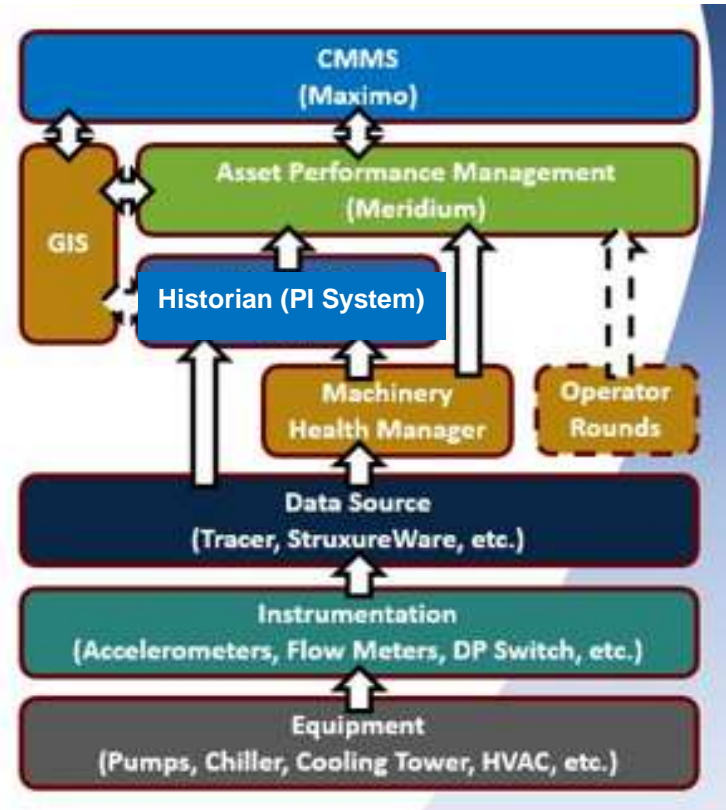 CMMS
(Maximo)
Asset Performance Management
(Meridium)
GIS
Historian (PI System)
Machinery
Health Manager
Operator
Rounds
Data Source
(Tracer, StruxureWare, etc.)
Instrumentation
(Accelerometers, Flow Meters, DP Switch, etc.)
Equipment
(Pumps, Chiller, Cooling Tower, HVAC, etc.)